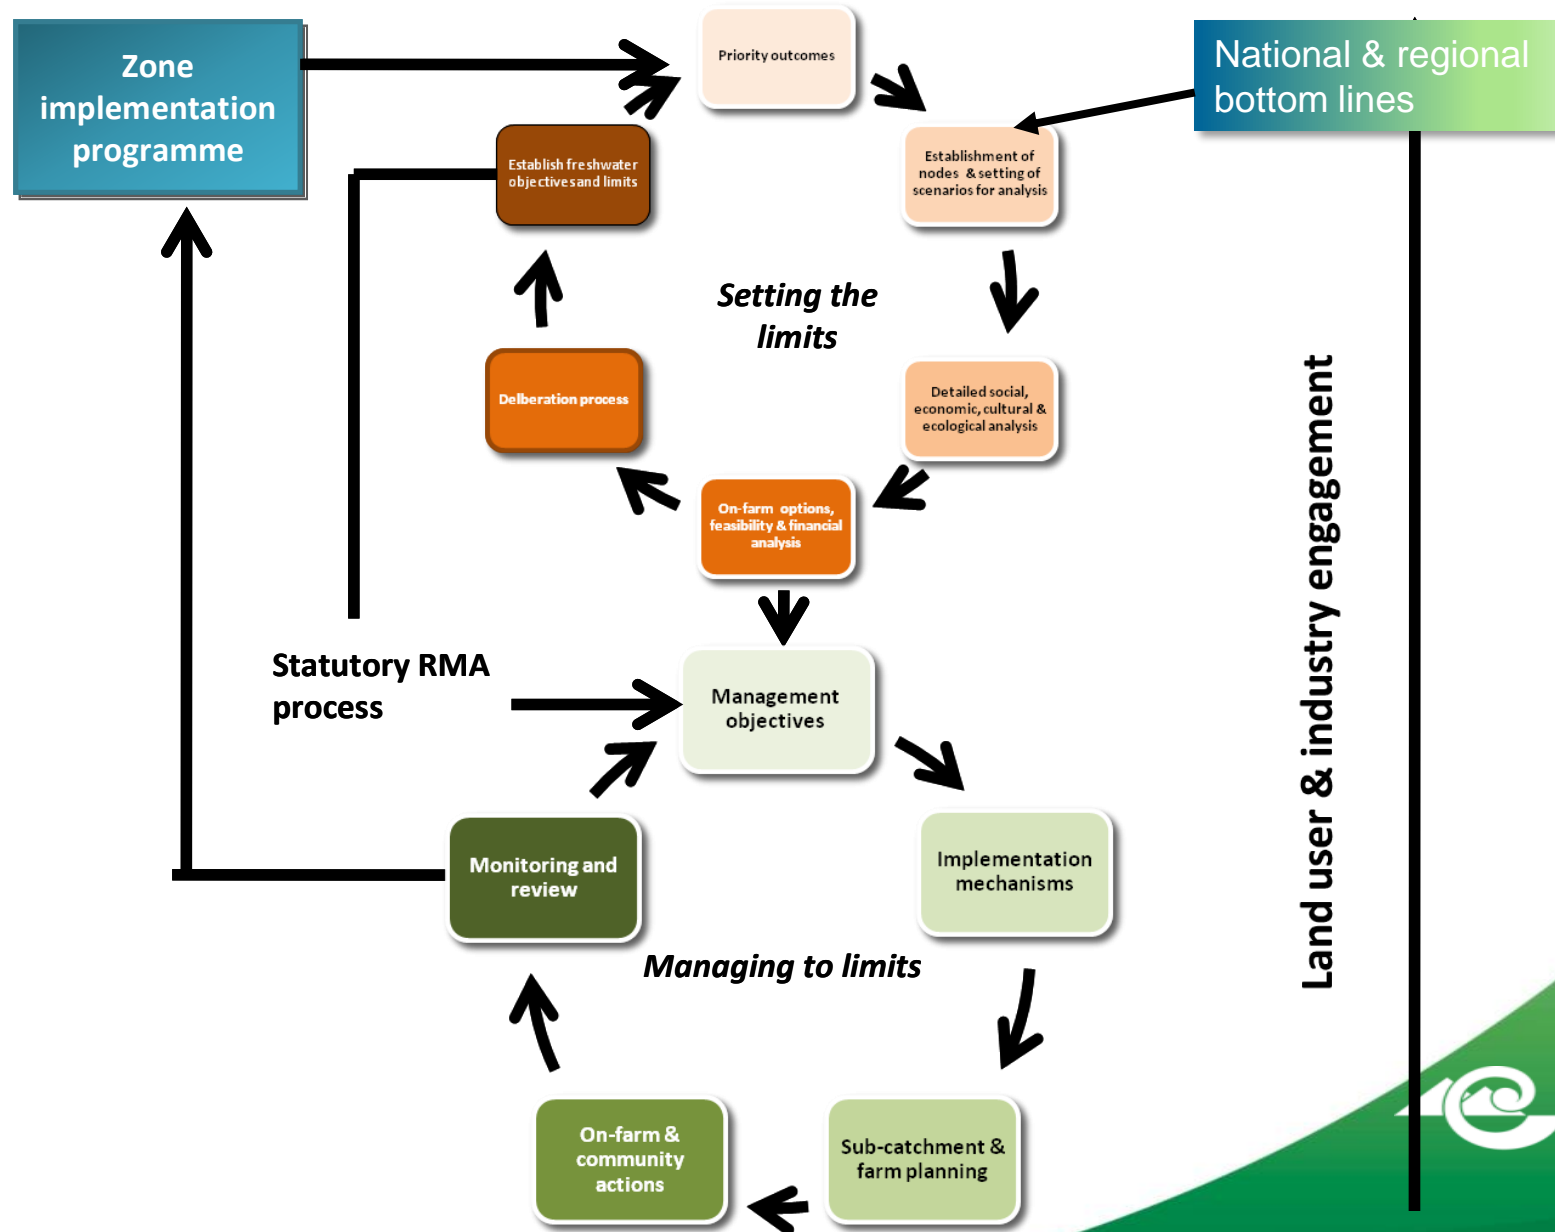 Zone
implementation
programme
Priority outcomes
National & regional
bottom lines
Establish freshwater
objectives and limits
Establishment of
nodes & setting of
scenarios for analysis
Setting the
limits
Delberation process
Detailed social,
economic, cultural &
ecological analysis
On-farm options,
feasibility & financial
analysis
Land user & industry engagement
Statutory RMA
process
Management
objectives
Monitoring and
review
Implementation
mechanisms
Managing to limits
On-farm &
community
actions
Sub-catchment &
farm planning